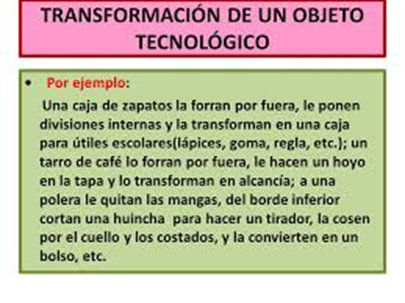 TRANSFORMACIÓN DE UN OBJETO
TECNOLÓGICO
• Por ejemplo:
Una caja de zapatos la forran por fuera, le ponen
divisiones internas y la transforman en una caja
para útiles escolares(lápices, goma, regla, etc.); un
tarro de café lo forran por fuera, le hacen un hoyo
en la tapa y lo transforman en alcancía; a una
polera le quitan las mangas, del borde inferior
cortan una huincha para hacer un tirador, la cosen
por el cuello y los costados, y la convierten en un
bolso, etc.